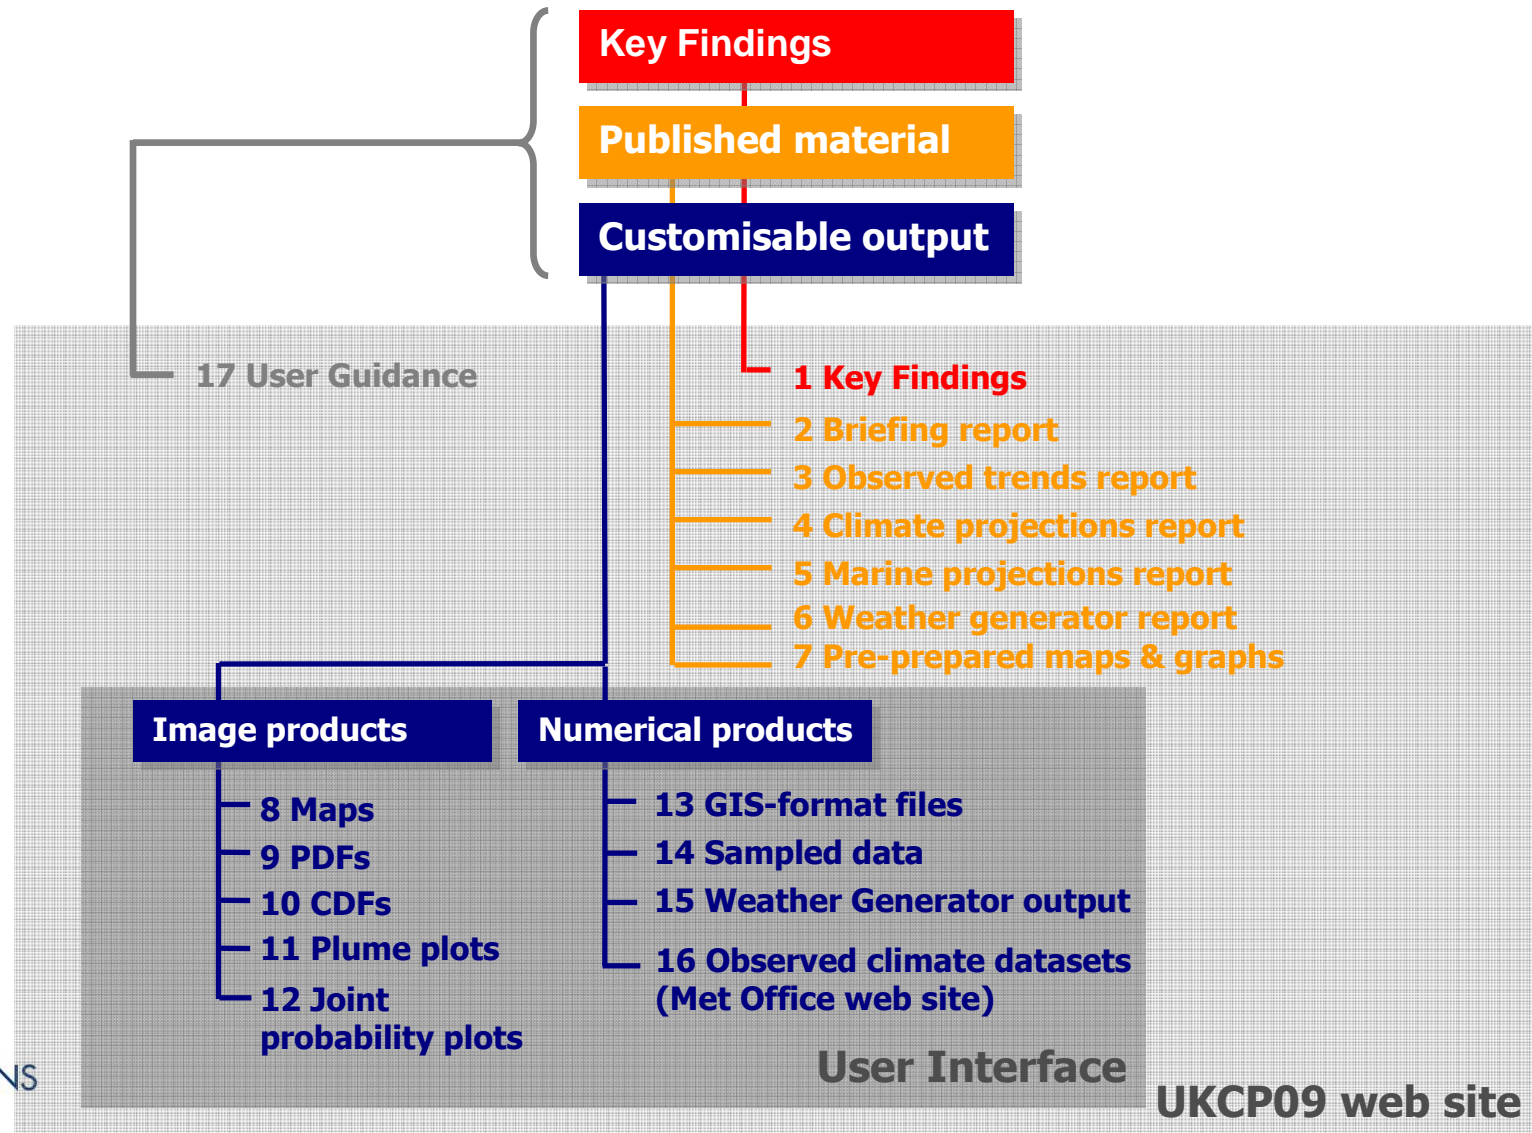 Key Findings
Published material
Customisable output
17 User Guidance
1 Key Findings
2 Briefing report
3 Observed trends report
4 Climate projections report
5 Marine projections report
6 Weather generator report
7 Pre-prepared maps & graphs
Image products
8 Maps
9 PDFs
10 CDFs
11 Plume plots
12 Joint
probability plots
Numerical products
13 GIS-format files
14 Sampled data
15 Weather Generator output
16 Observed climate datasets
(Met Office web site)
User Interface
UKCP09 web site